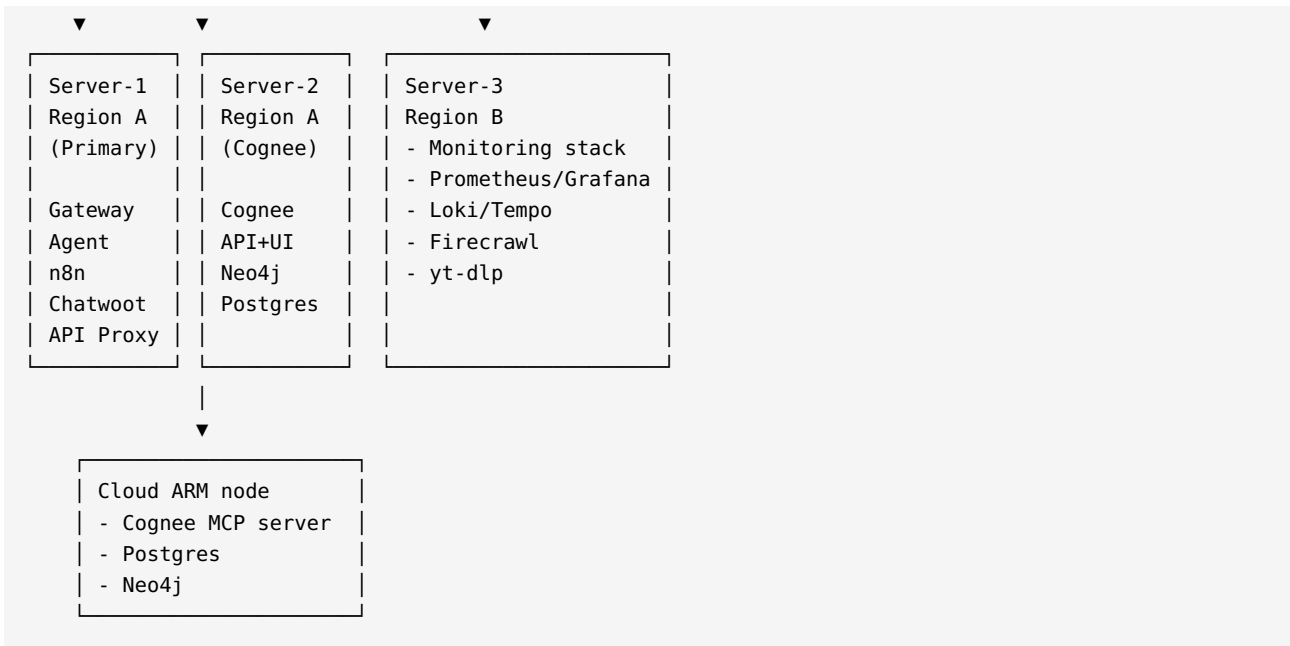 Server-1 Server-2 Server-3
Region A Region A Region B
(Primary) (Cognee) - Monitoring stack
- Prometheus/Grafana
Gateway Cognee - Loki/Tempo
Agent API+UI - Firecrawl
n8n Neo4j - yt-dlp
Chatwoot Postgres
API Proxy
Cloud ARM node
- Cognee MCP server
- Postgres
- Neo4j